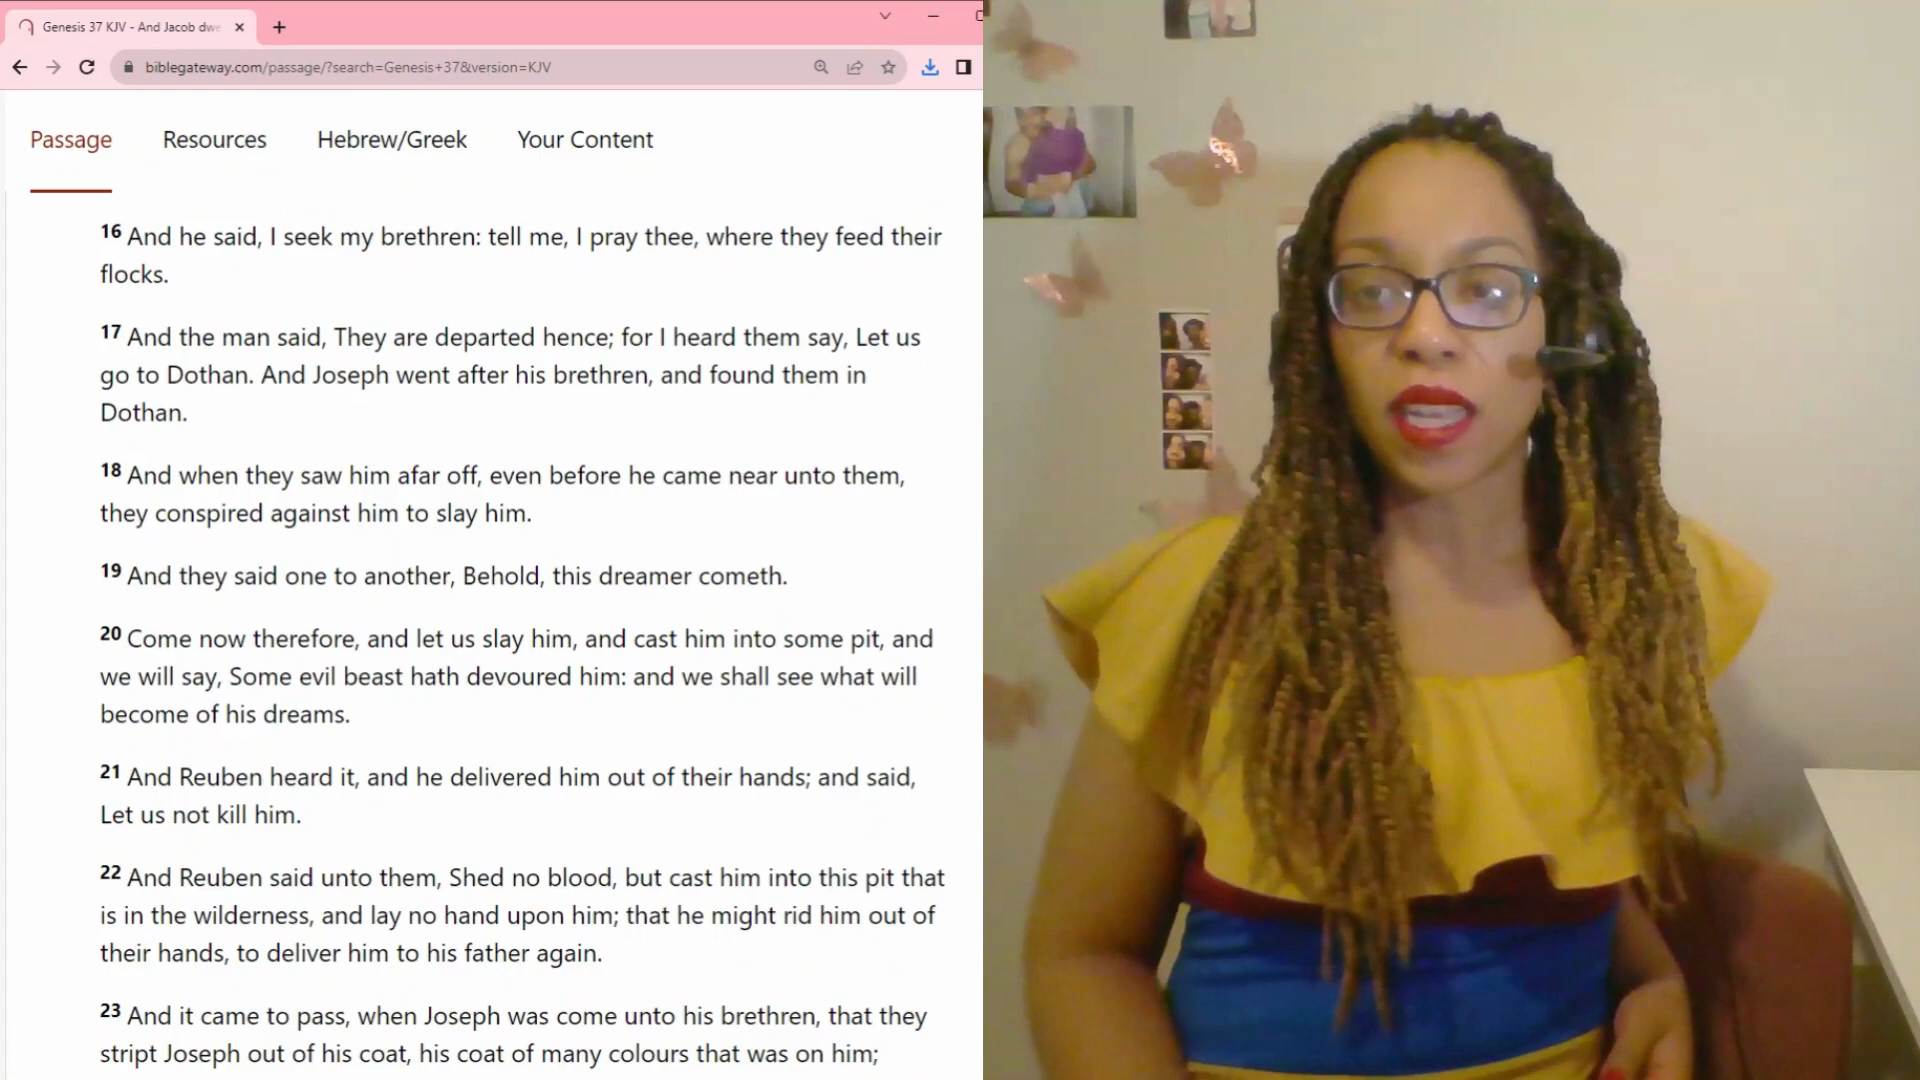 Genesis 37 KJV - And Jacob dwe
biblegateway.com/passage/?search=Genesis+37&version=KJV
Passage Resources Hebrew/Greek Your Content
16 And he said, I seek my brethren: tell me, I pray thee, where they feed their
flocks.
17 And the man said, They are departed hence; for I heard them say, Let us
go to Dothan. And Joseph went after his brethren, and found them in
Dothan.
18 And when they saw him afar off, even before he came near unto them,
they conspired against him to slay him.
19 And they said one to another, Behold, this dreamer cometh.
20 Come now therefore, and let us slay him, and cast him into some pit, and
we will say, Some evil beast hath devoured him: and we shall see what will
become of his dreams.
21 And Reuben heard it, and he delivered him out of their hands; and said,
Let us not kill him.
22 And Reuben said unto them, Shed no blood, but cast him into this pit that
is in the wilderness, and lay no hand upon him; that he might rid him out of
their hands, to deliver him to his father again.
23 And it came to pass, when Joseph was come unto his brethren, that they
stript Joseph out of his coat, his coat of many colours that was on him;